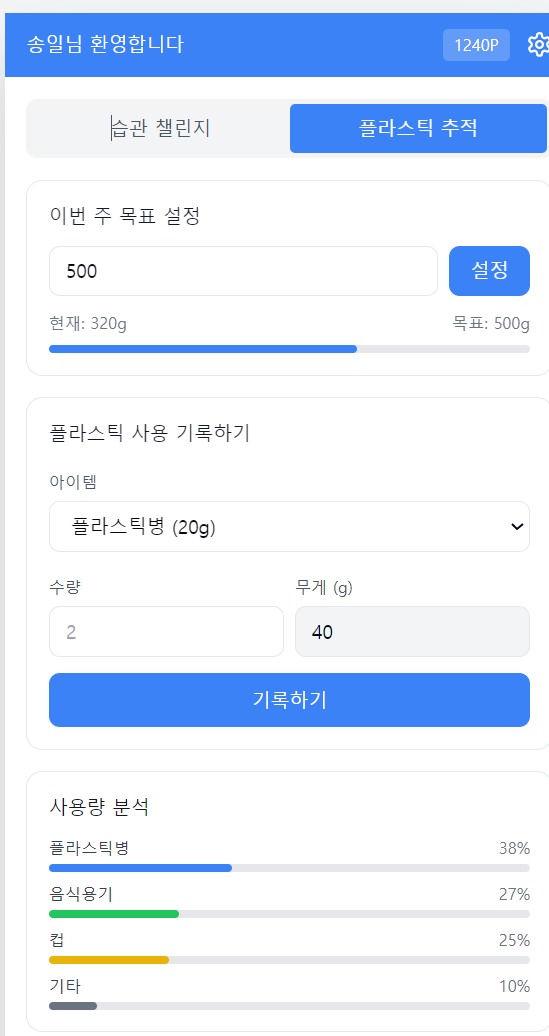 송일님 환영합니다 1240P
습관 챌린지 플라스틱 추적
이번 주 목표 설정
500 설정
현재: 320g 목표: 500g
플라스틱 사용 기록하기
아이템
플라스틱병 (20g)
수량 무게 (g)
2 40
기록하기
사용량 분석
플라스틱병 38%
음식용기 27%
컵 25%
기타 10%